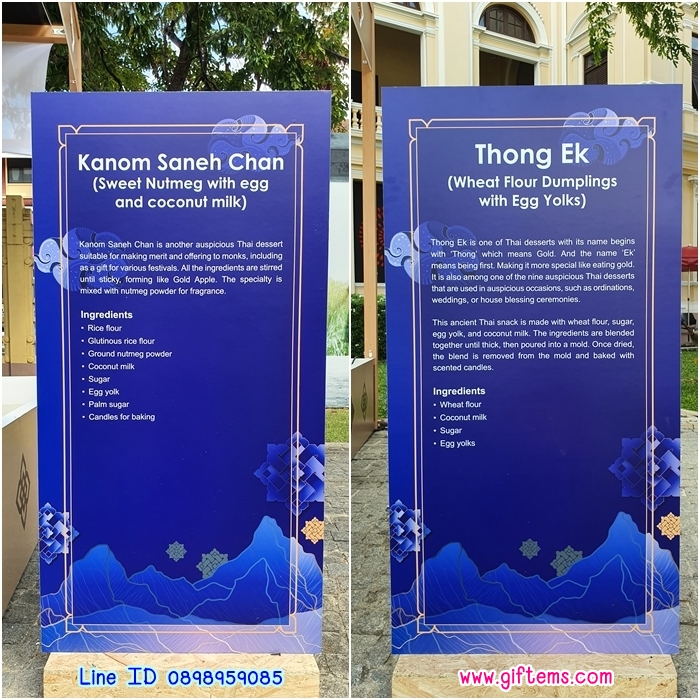 Kanom Saneh Chan
(Sweet Nutmeg with egg
and coconut milk)
Kanom Saneh Chan is another auspicious Thai dessert
suitable for making merit and offering to monks, including
as a gift for various festivals. All the ingredients are stirred
until sticky, forming like Gold Apple. The specialty is
mixed with nutmeg powder for fragrance.
Ingredients
• Rice flour
• Glutinous rice flour
• Ground nutmeg powder
• Coconut milk
• Sugar
• Egg yolk
• Palm sugar
• Candles for baking
Line ID 0898959085
Thong Ek
(Wheat Flour Dumplings
with Egg Yolks)
Thong Ek is one of Thai desserts with its name begins
with 'Thong' which means Gold. And the name 'Ek'
means being first. Making it more special like eating gold.
It is also among one of the nine auspicious Thai desserts
that are used in auspicious occasions, such as ordinations,
weddings, or house blessing ceremonies.
This ancient Thai snack is made with wheat flour, sugar,
egg yolk, and coconut milk. The ingredients are blended
together until thick, then poured into a mold. Once dried,
the blend is removed from the mold and baked with
scented candles.
Ingredients
• Wheat flour
• Coconut milk
• Sugar
• Egg yolks
www.giftems.com